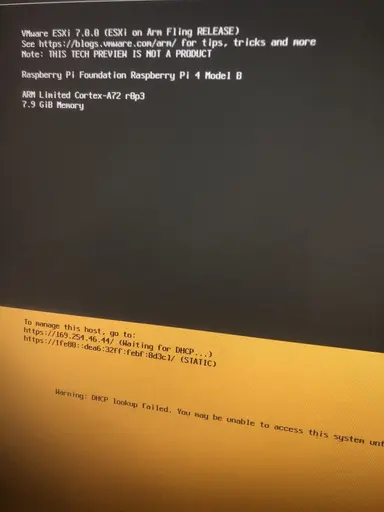 VMware ESXi 7.0.0 (ESXi on Arm Fling RELEASE)
See https://blogs.vmware.com/arm/ for tips, tricks and more
Note: THIS TECH PREVIEW IS NOT A PRODUCT
Raspberry Pi Foundation Raspberry Pi 4 Model B
ARM Limited Cortex-A72 r0p3
7.9 GiB Memory
To manage this host, go to:
https://169.254.46.44/ (Waiting for DHCP...)
https://[fe80::dea6:32ff:febf:8d3c]/ (STATIC)
Warning: DHCP lookup failed. You may be unable to access this system unt